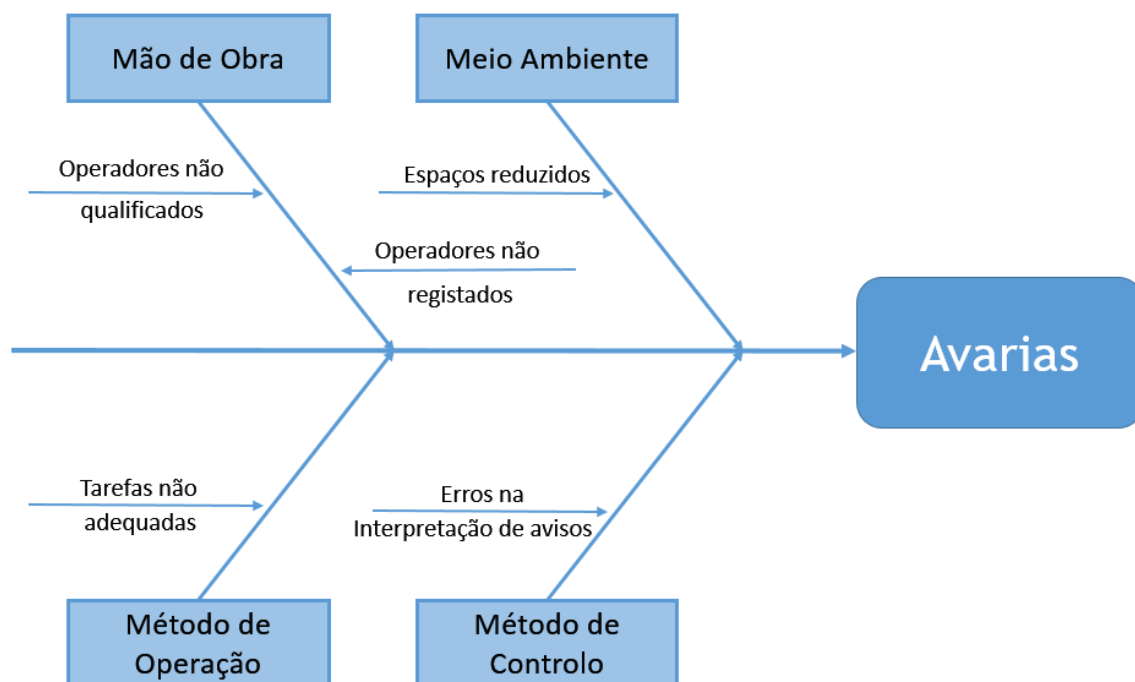 Mão de Obra
Meio Ambiente
Operadores não
qualificados
Espaços reduzidos
Operadores não
registados
Avarias
Tarefas não
adequadas
Erros na
Interpretação de avisos
Método de
Operação
Método de
Controlo